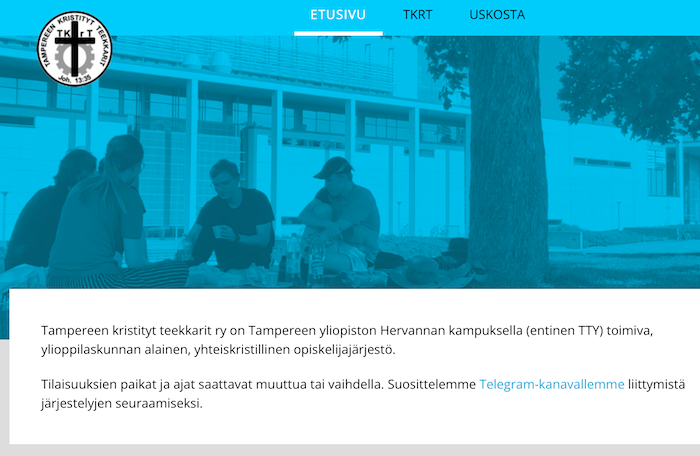 ETUSIVU TKRT USKOSTA
TAMPEREEN KRISTITYT TEEKKARIT
TKrT
Joh. 13:35
Tampereen kristityt teekkarit ry on Tampereen yliopiston Hervannan kampuksella (entinen TTY) toimiva,
ylioppilaskunnan alainen, yhteiskristillinen opiskelijajärjestö.
Tilaisuuksien paikat ja ajat saattavat muuttua tai vaihdella. Suosittelemme Telegram-kanavallemme liittymistä
järjestelyjen seuraamiseksi.